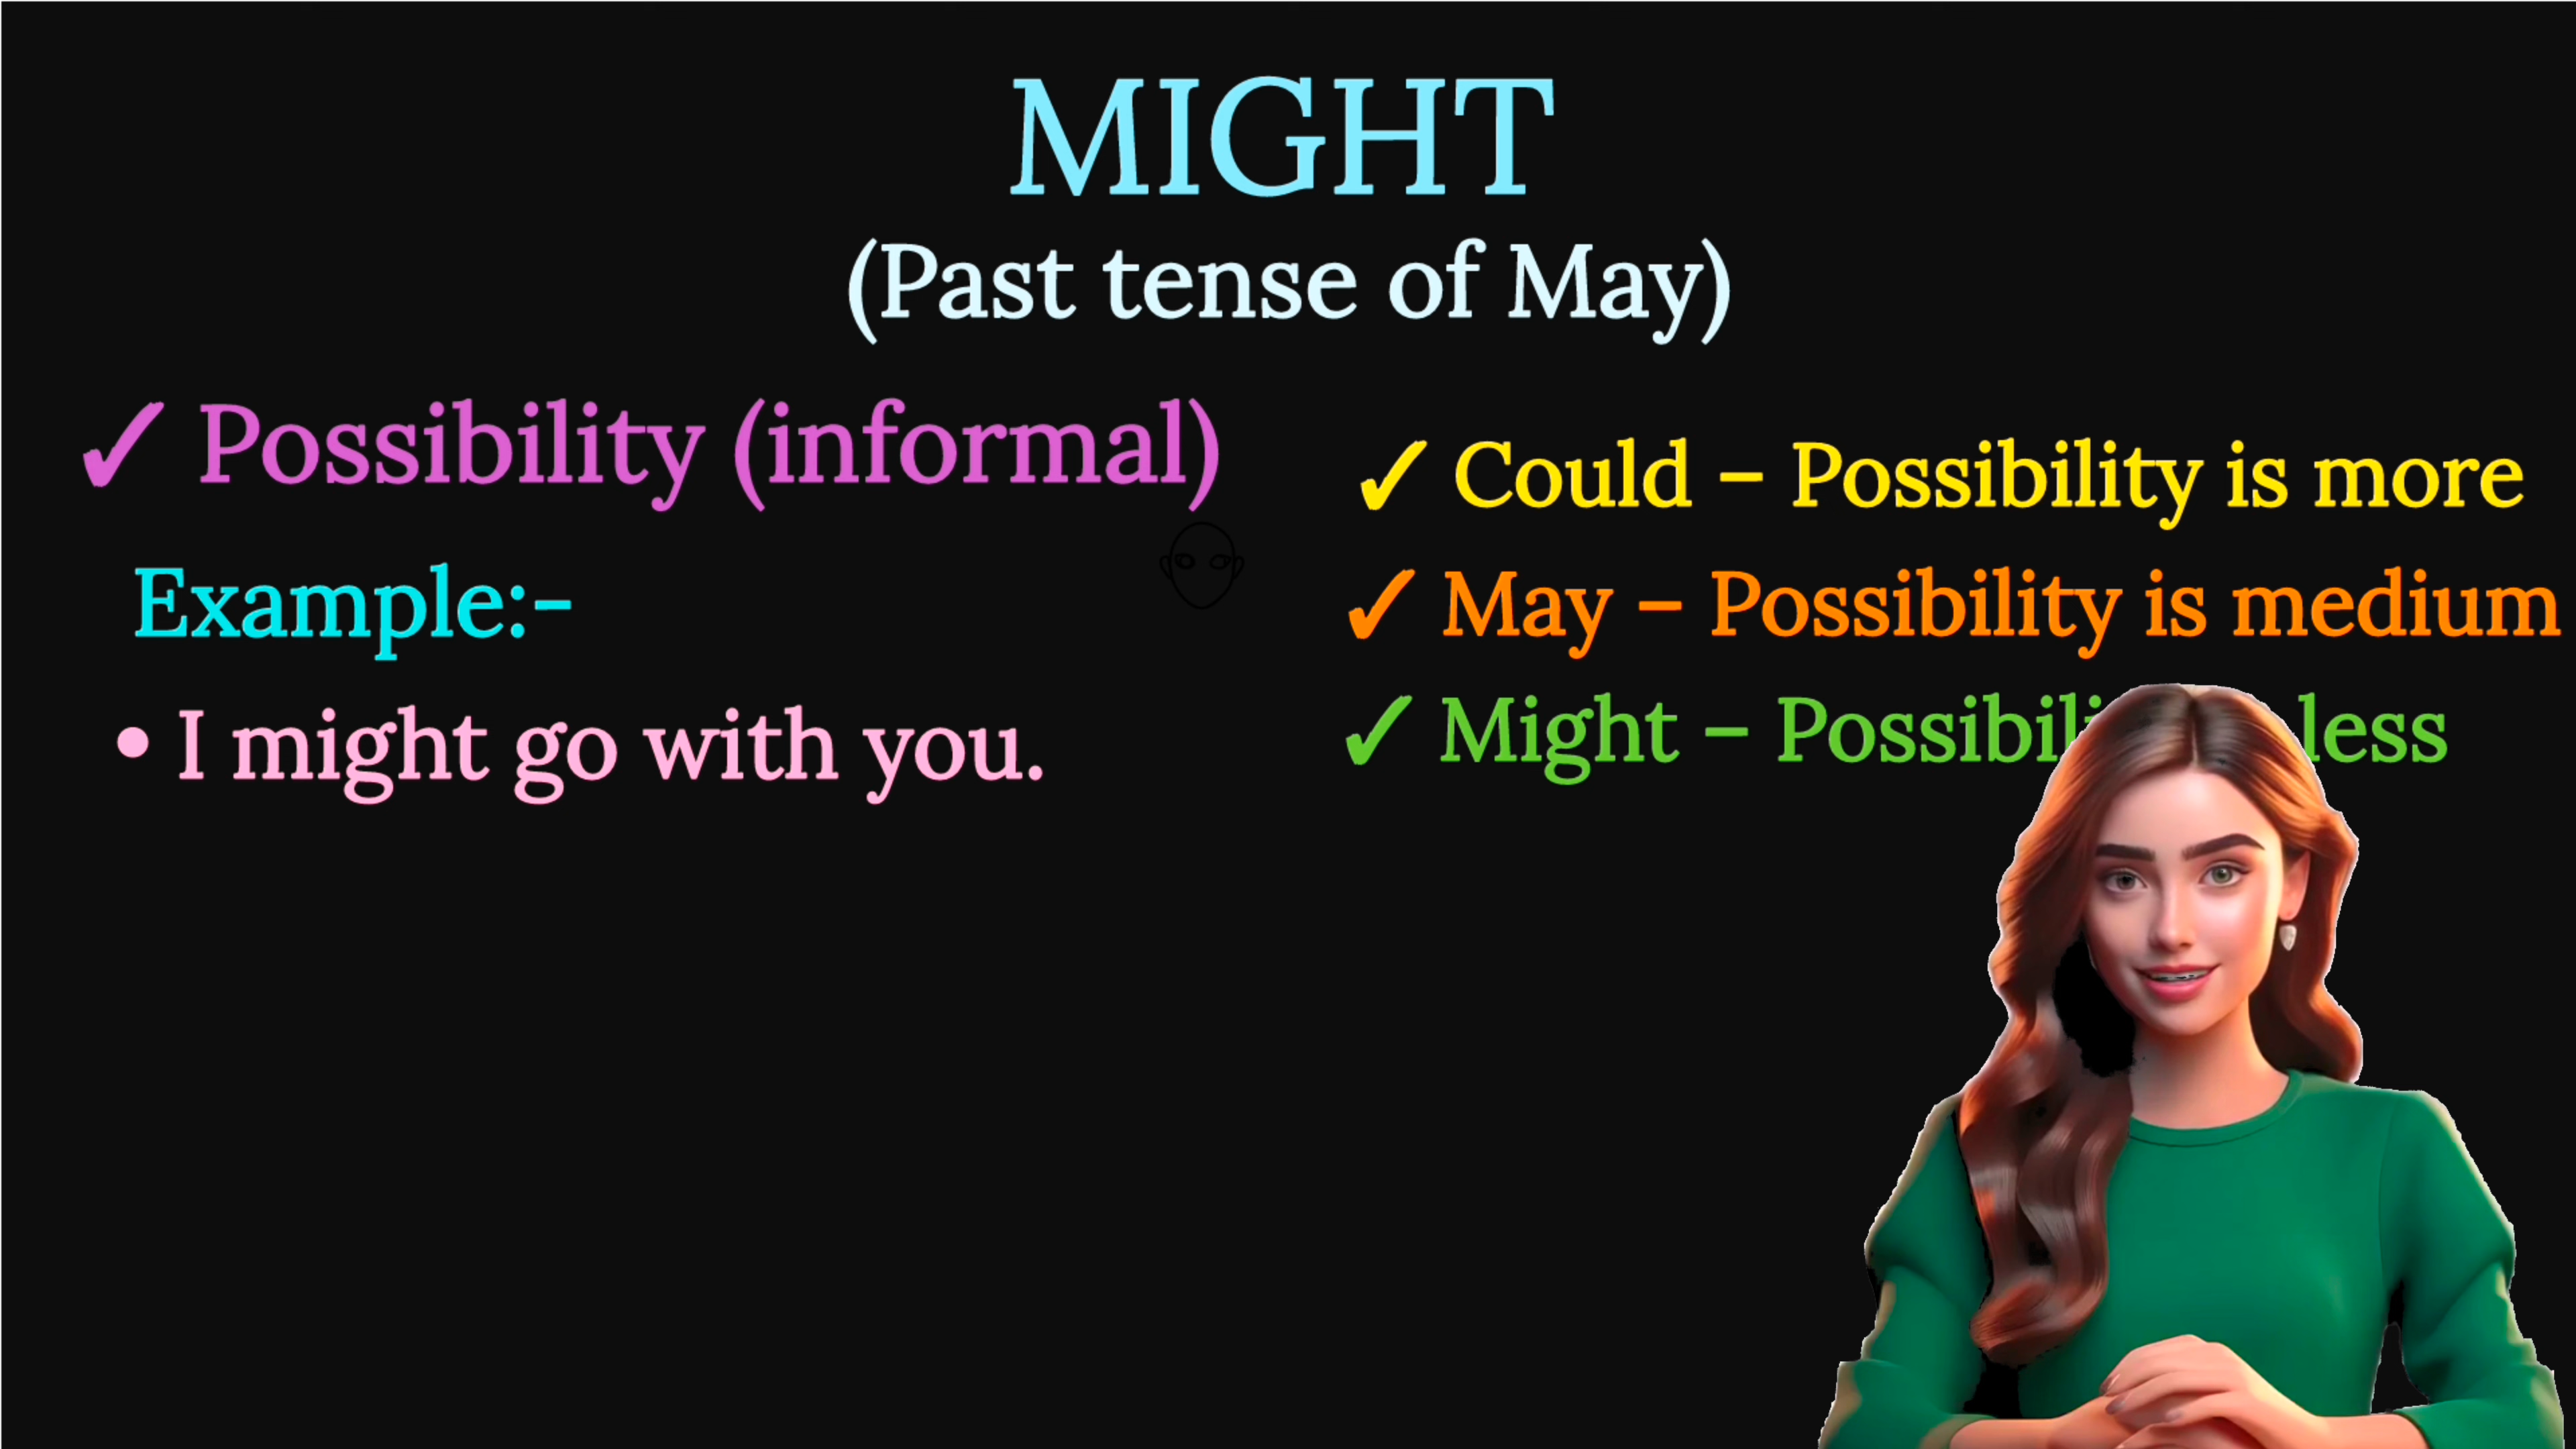 MIGHT
(Past tense of May)
✓ Possibility (informal)
Example:-
• I might go with you.
✓ Could – Possibility is more
✓ May – Possibility is medium
✓ Might – less